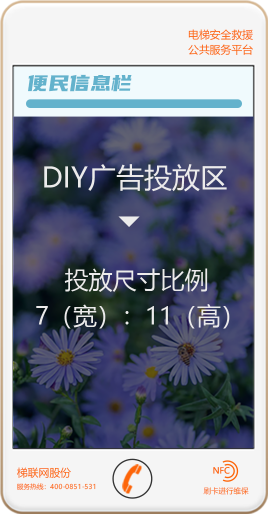 电梯安全救援
公共服务平台
便民信息栏
DIY广告投放区
投放尺寸比例
7（宽）：11（高）
梯联网股份
服务热线：400-0851-531
NFC
刷卡进行维保